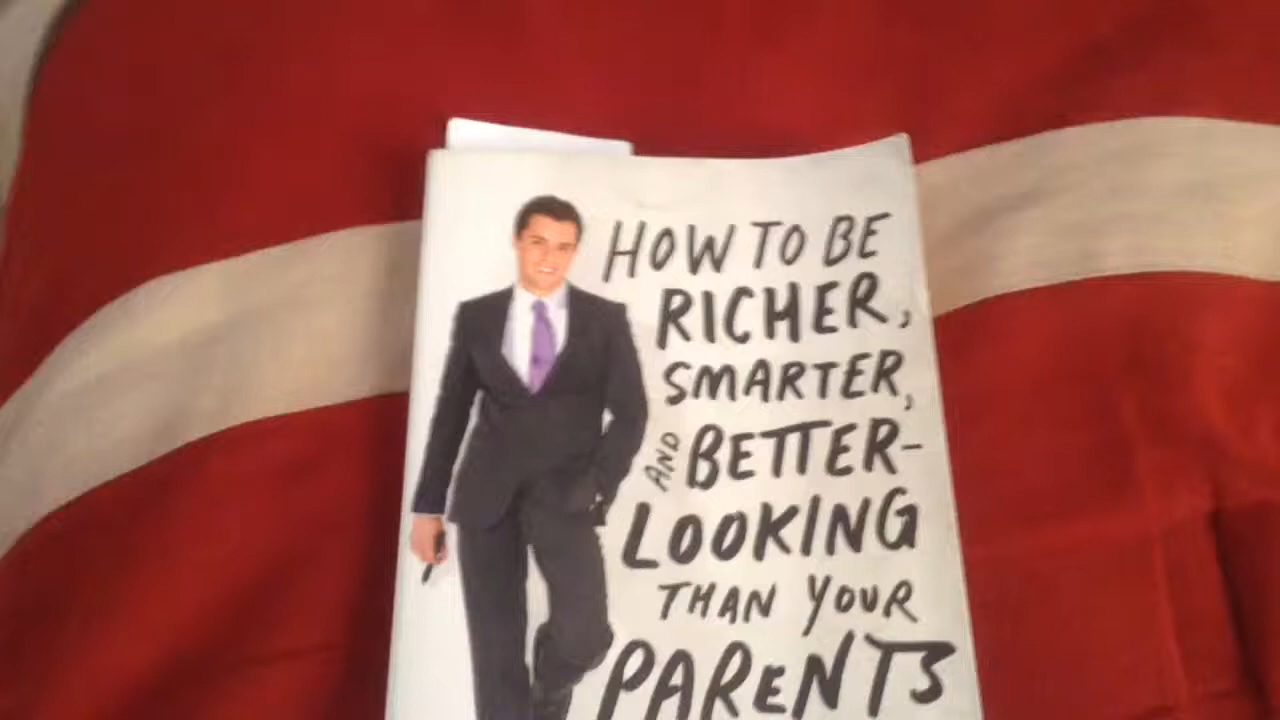 HOW TO BE
RICHER,
SMARTER,
AND BETTER-
LOOKING
THAN YOUR
PARENTS